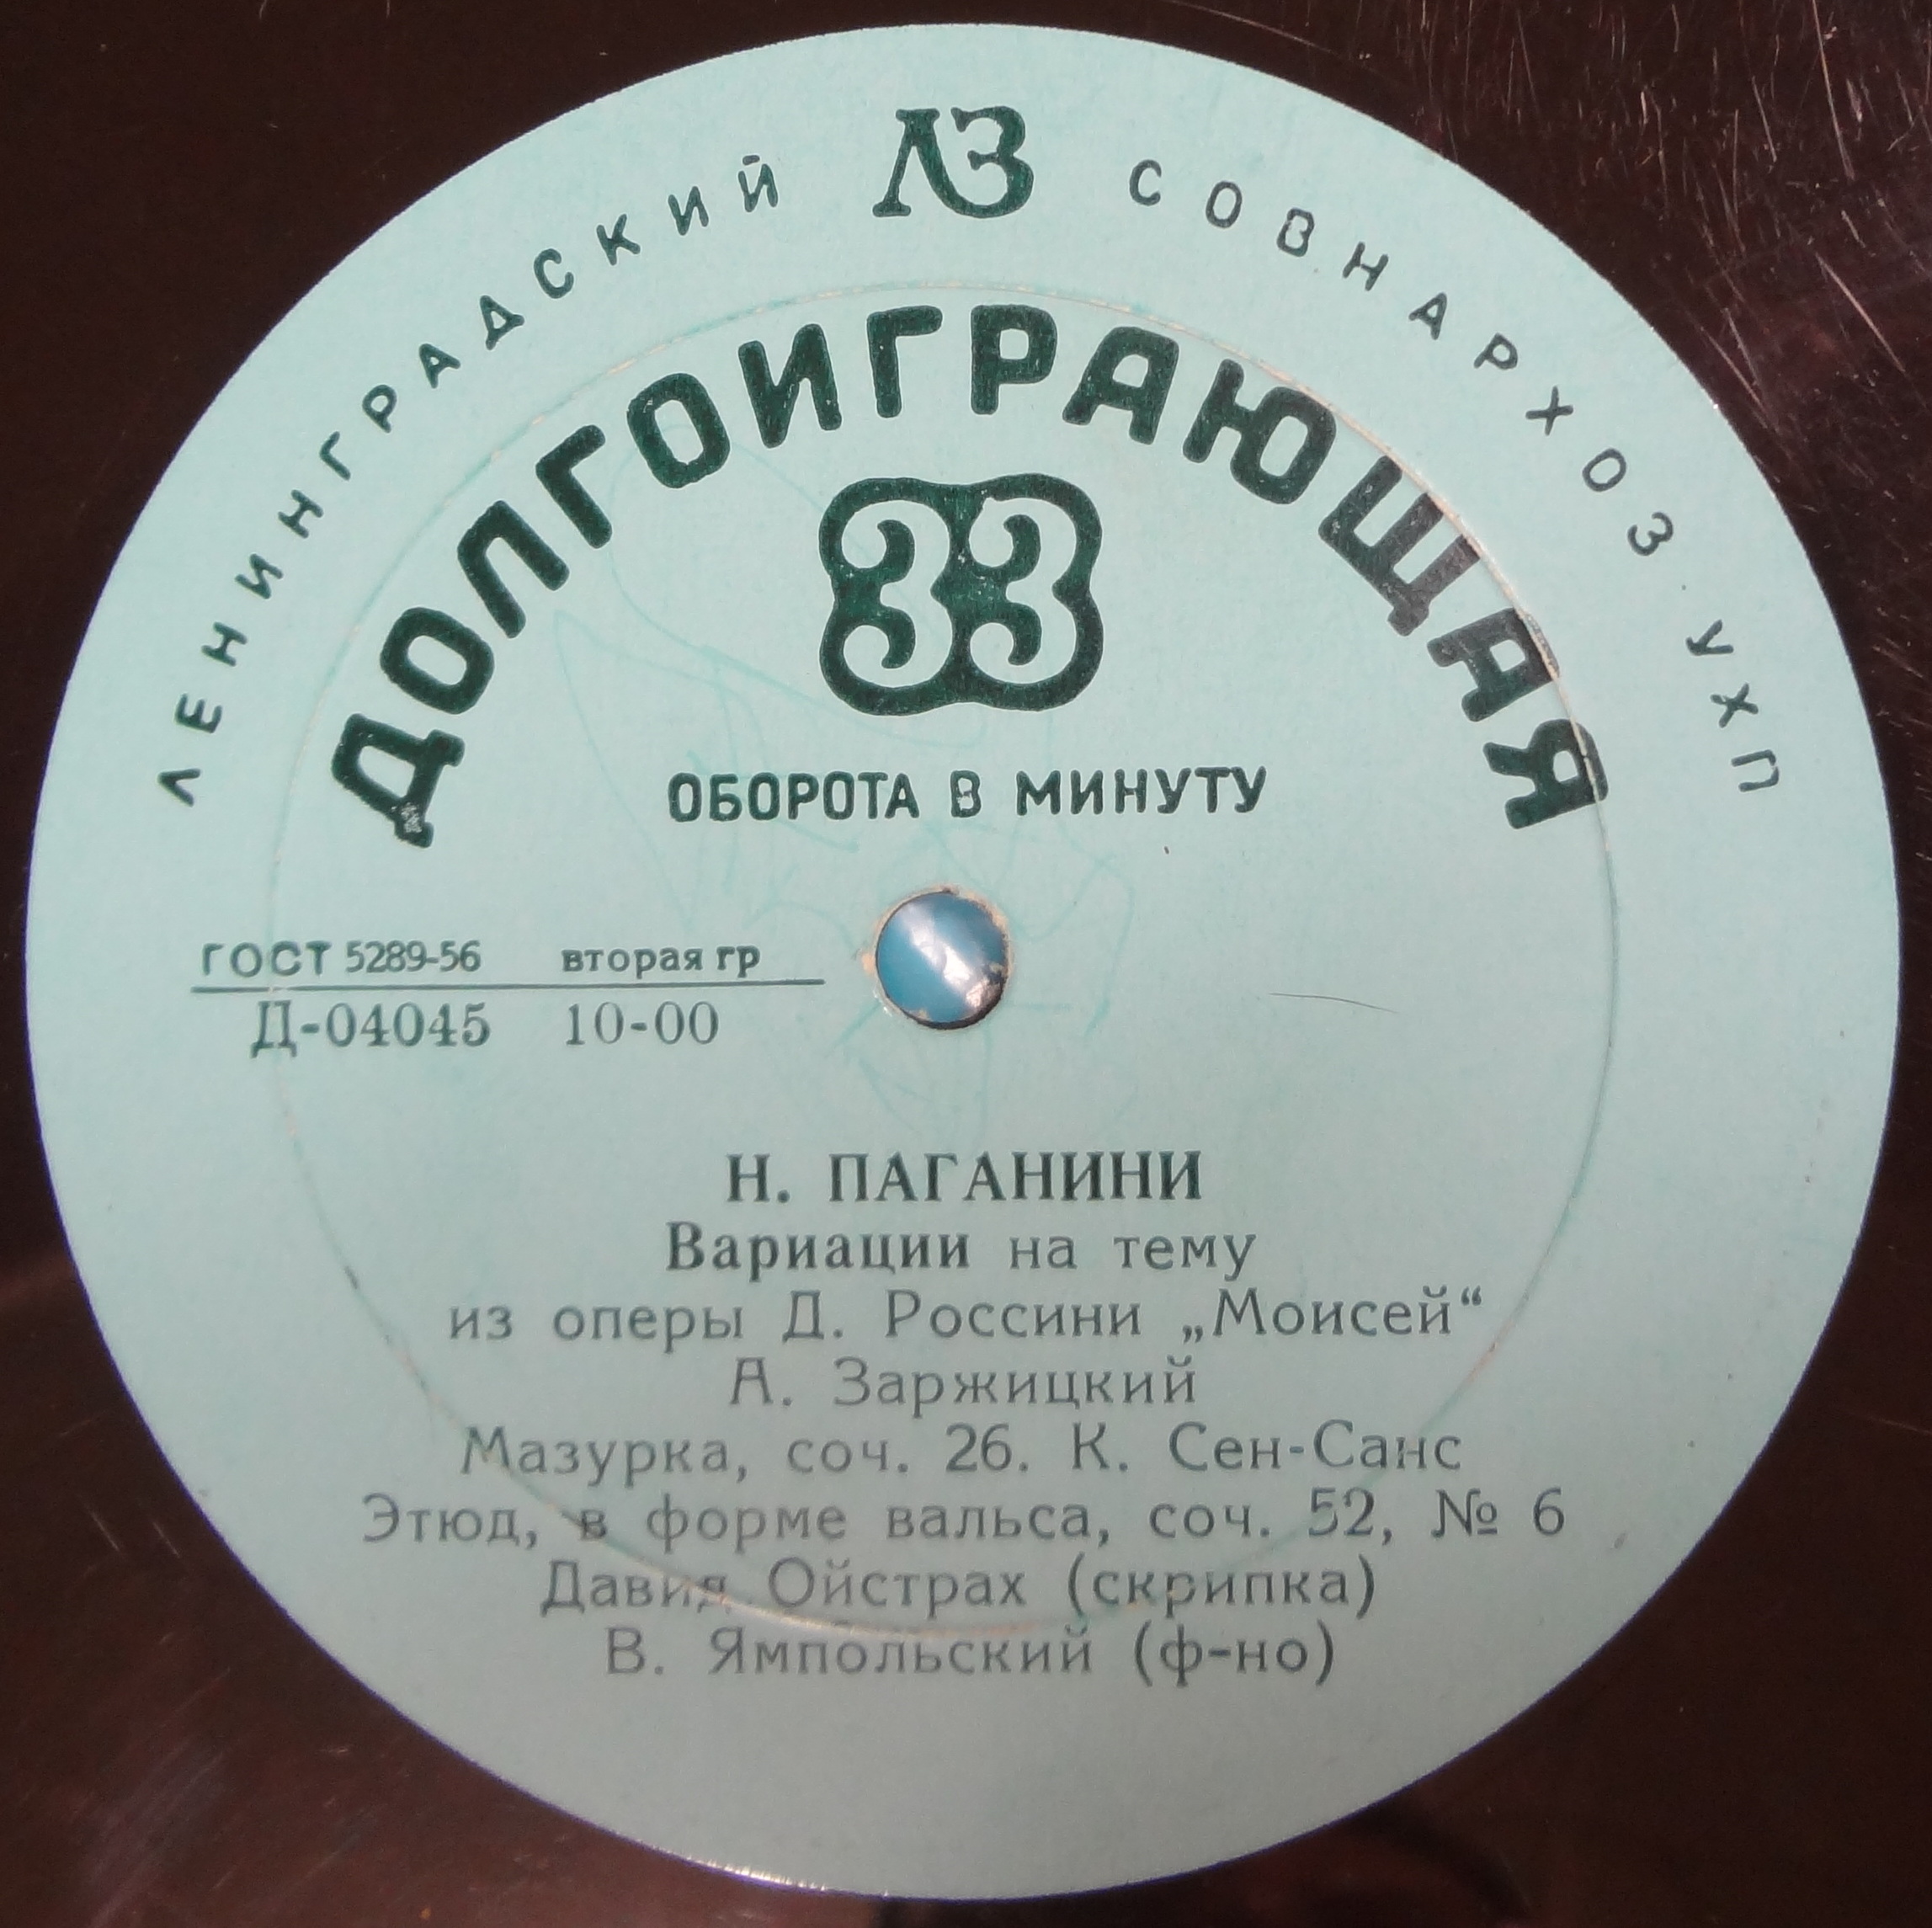 ЛЕНИНГРАДСКИЙ ЛЗ СОВНАРХОЗ УХП
ДОЛГОИГРАЮЩАЯ
33
ОБОРОТА В МИНУТУ
ГОСТ 5289-56 вторая гр
Д-04045 10-00
Н. ПАГАНИНИ
Вариации на тему
из оперы Д. Россини „Моисей“
А. Заржицкий
Мазурка, соч. 26. К. Сен-Санс
Этюд, в форме вальса, соч. 52, № 6
Давид Ойстрах (скрипка)
В. Ямпольский (ф-но)